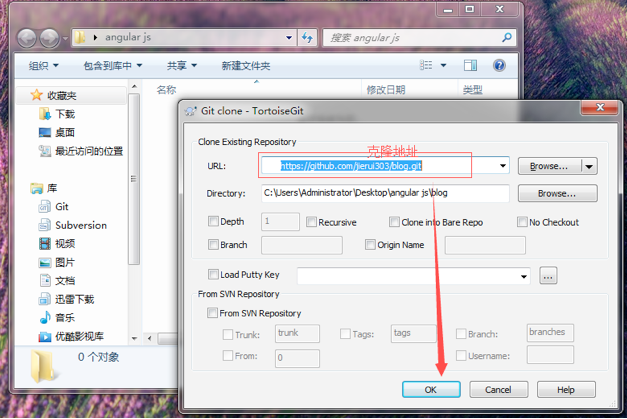 angular js
搜索 angular js
组织
包含到库中
共享
新建文件夹
名称
修改日期
类型
收藏夹
下载
桌面
最近访问的位置
库
Git
Subversion
视频
图片
文档
迅雷下载
音乐
优酷影视库
0 个对象
Git clone - TortoiseGit
Clone Existing Repository
克隆地址
URL:
https://github.com/jierui303/blog.git
Browse...
Directory:
C:\Users\Administrator\Desktop\angular js\blog
Browse...
Depth
1
Recursive
Clone into Bare Repo
No Checkout
Branch
Origin Name
Load Putty Key
...
From SVN Repository
From SVN Repository
Trunk:
trunk
Tags:
tags
Branch:
branches
From:
0
Username:
OK
Cancel
Help